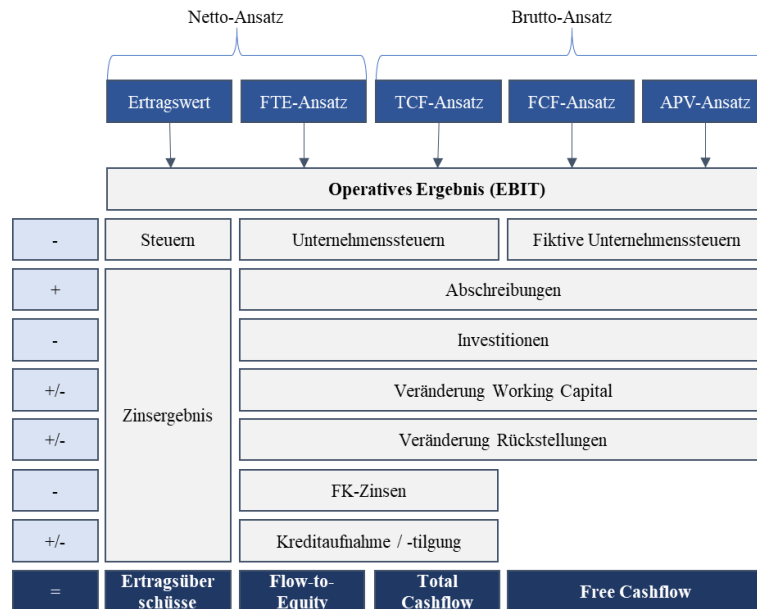 Netto-Ansatz Brutto-Ansatz
Ertragswert FTE-Ansatz TCF-Ansatz FCF-Ansatz APV-Ansatz
Operatives Ergebnis (EBIT)
- Steuern Unternehmenssteuern Fiktive Unternehmenssteuern
+ Abschreibungen
- Investitionen
+/- Veränderung Working Capital
Zinsergebnis
+/- Veränderung Rückstellungen
- FK-Zinsen
+/- Kreditaufnahme / -tilgung
= Ertragsüber schüsse Flow-to- Equity Total Cashflow Free Cashflow